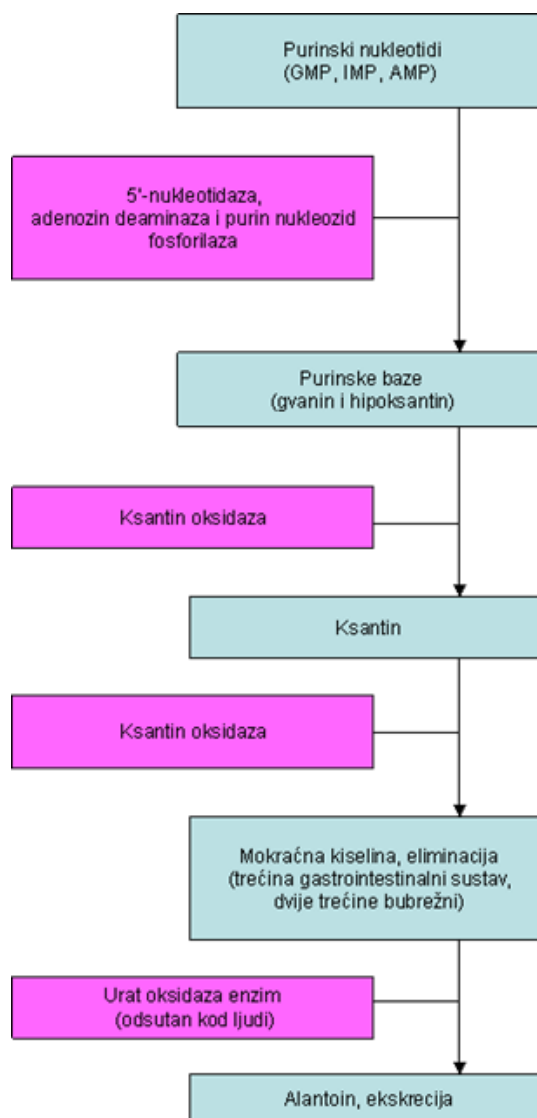 Purinski nukleotidi
(GMP, IMP, AMP)
5'-nukleotidaza,
adenozin deaminaza i purin nukleozid
fosforilaza
Purinske baze
(gvanin i hipoksantin)
Ksantin oksidaza
Ksantin
Ksantin oksidaza
Mokraćna kiselina, eliminacija
(trećina gastrointestinalni sustav,
dvije trećine bubrežni)
Urat oksidaza enzim
(odsutan kod ljudi)
Alantoin, ekskrecija